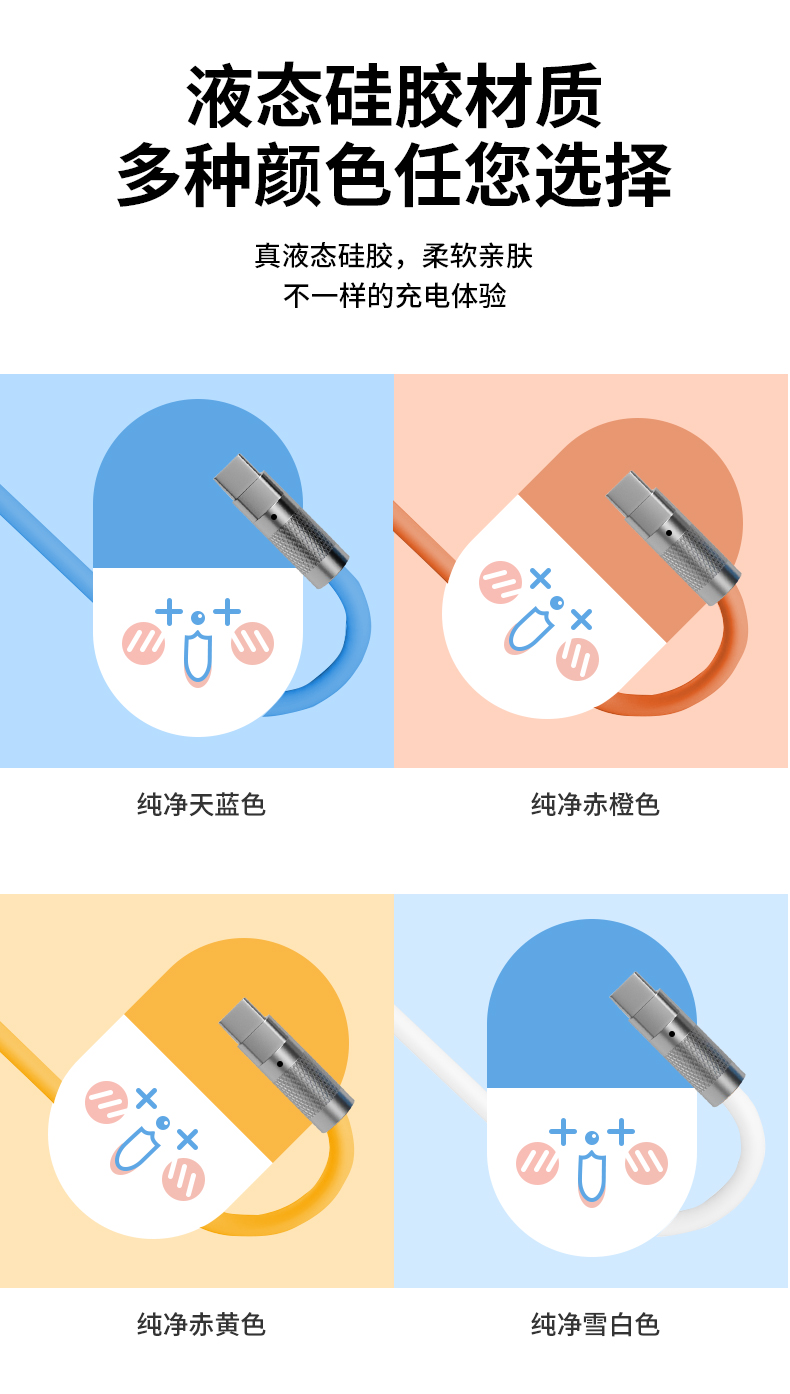 液态硅胶材质
多种颜色任您选择
真液态硅胶，柔软亲肤
不一样的充电体验
纯净天蓝色
纯净赤橙色
纯净赤黄色
纯净雪白色